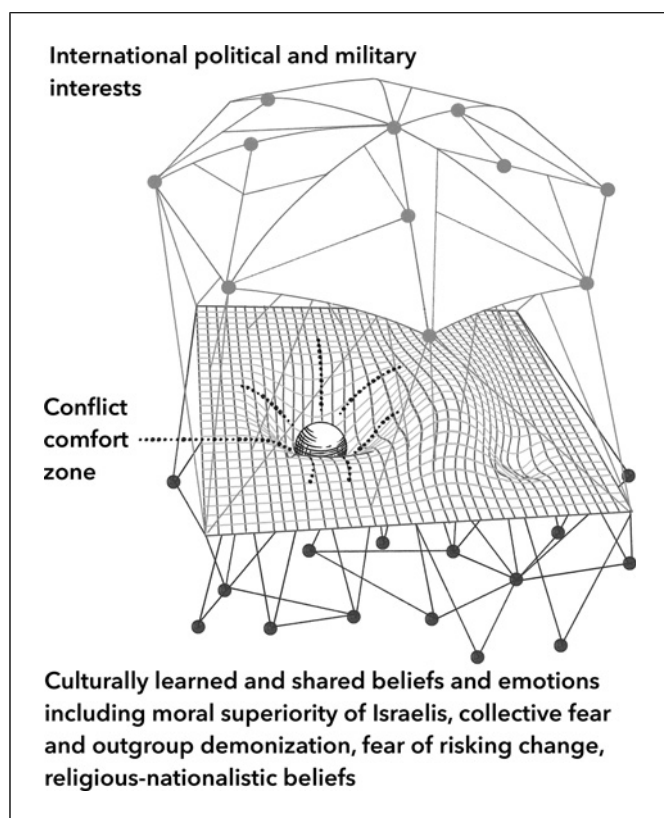 International political and military
interests
Conflict
comfort
zone
Culturally learned and shared beliefs and emotions
including moral superiority of Israelis, collective fear
and outgroup demonization, fear of risking change,
religious-nationalistic beliefs